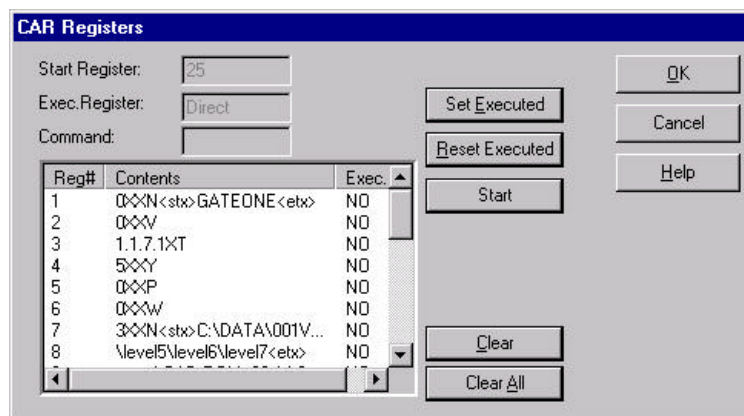 CAR Registers
Start Register: 25
Exec.Register: Direct
Command:
Reg# Contents Exec.
1 0XXN<stx>GATEONE<etx> NO
2 0XXV NO
3 1.1.7.1XT NO
4 5XXY NO
5 0XXP NO
6 0XXW NO
7 3XXN<stx>C:\DATA\001V... NO
8 \level5\level6\level7<etx> NO
Set Executed
Reset Executed
Start
Clear
Clear All
OK
Cancel
Help